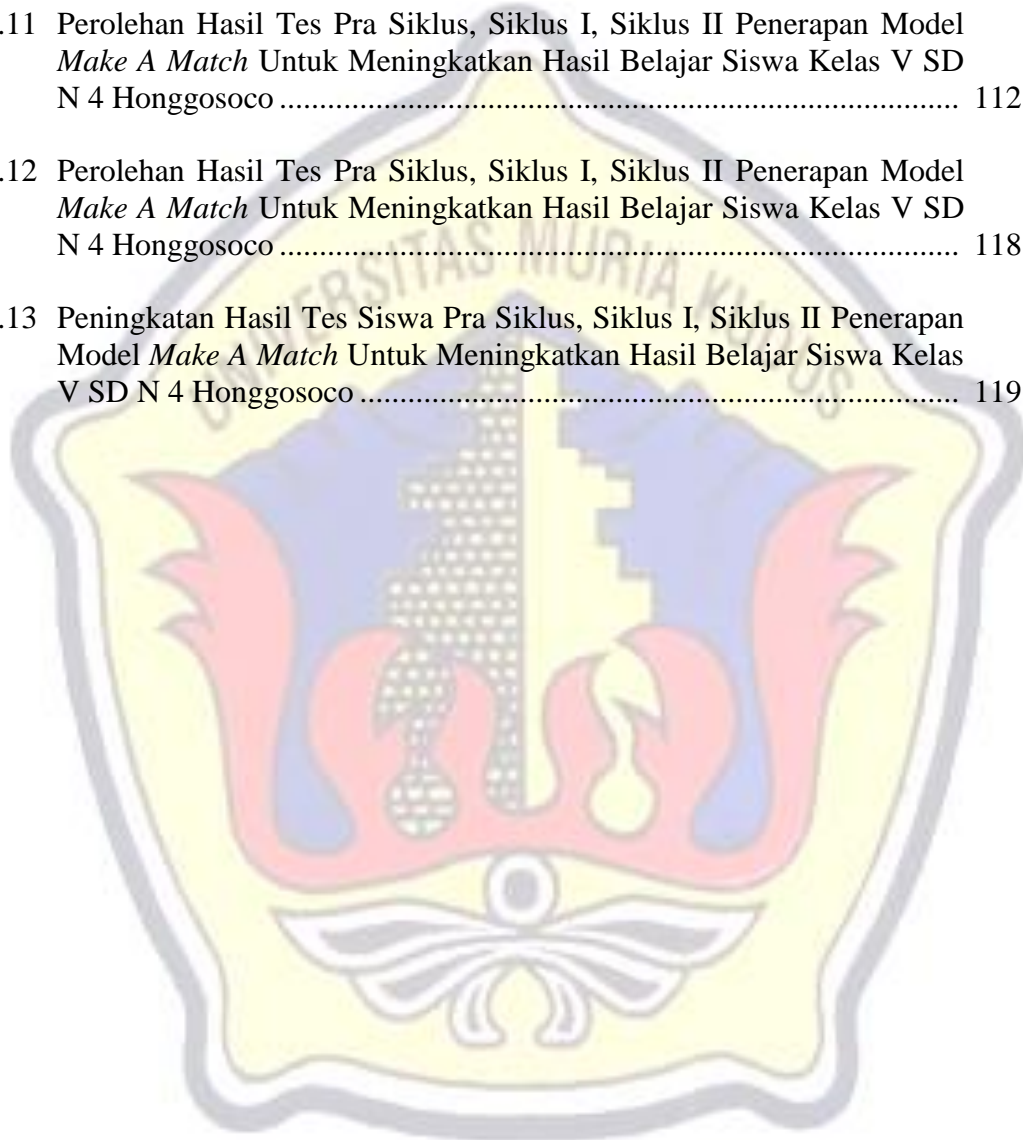 .11 Perolehan Hasil Tes Pra Siklus, Siklus I, Siklus II Penerapan Model
Make A Match Untuk Meningkatkan Hasil Belajar Siswa Kelas V SD
N 4 Honggosoco ........................................................................ 112
.12 Perolehan Hasil Tes Pra Siklus, Siklus I, Siklus II Penerapan Model
Make A Match Untuk Meningkatkan Hasil Belajar Siswa Kelas V SD
N 4 Honggosoco ........................................................................ 118
.13 Peningkatan Hasil Tes Siswa Pra Siklus, Siklus I, Siklus II Penerapan
Model Make A Match Untuk Meningkatkan Hasil Belajar Siswa Kelas
V SD N 4 Honggosoco ............................................................... 119
UNIVERSITAS MURIA KUDUS